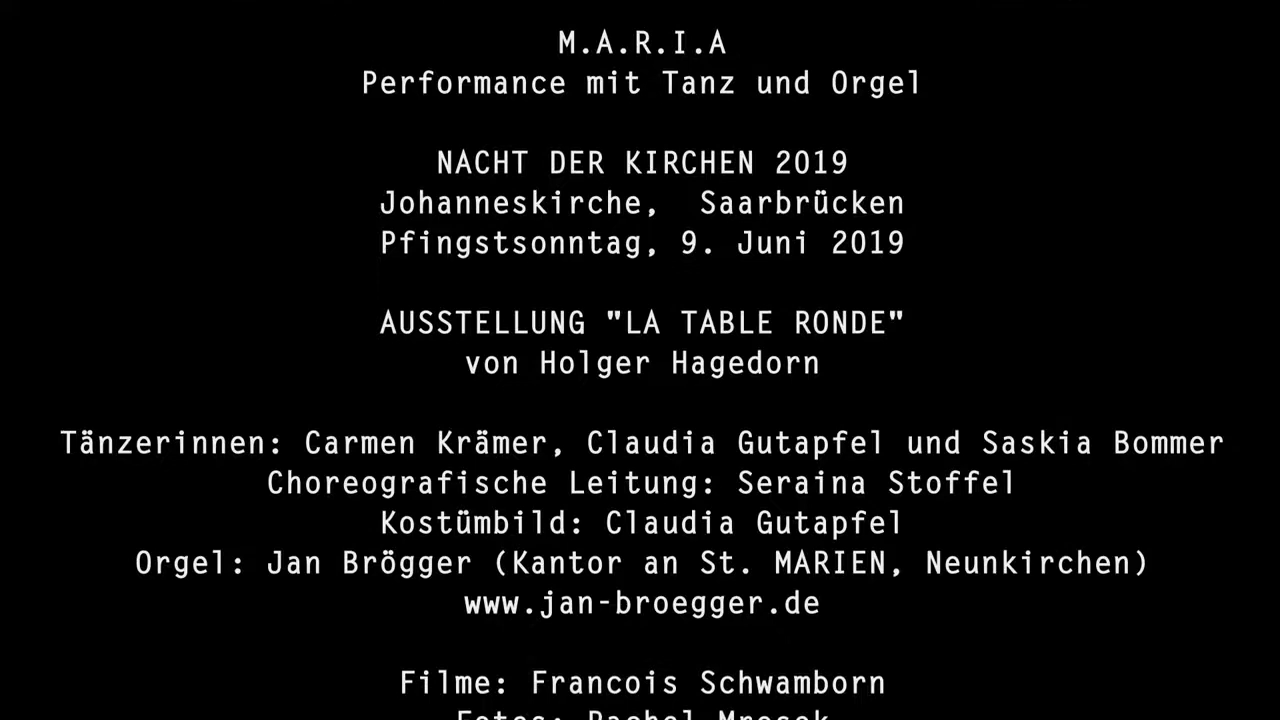 M.A.R.I.A
Performance mit Tanz und Orgel
NACHT DER KIRCHEN 2019
Johanneskirche, Saarbrücken
Pfingstsonntag, 9. Juni 2019
AUSSTELLUNG "LA TABLE RONDE"
von Holger Hagedorn
Tänzerinnen: Carmen Krämer, Claudia Gutapfel und Saskia Bommer
Choreografische Leitung: Seraina Stoffel
Kostümbild: Claudia Gutapfel
Orgel: Jan Brögger (Kantor an St. MARIEN, Neunkirchen)
www.jan-broegger.de
Filme: Francois Schwamborn
Fotos: Rachel